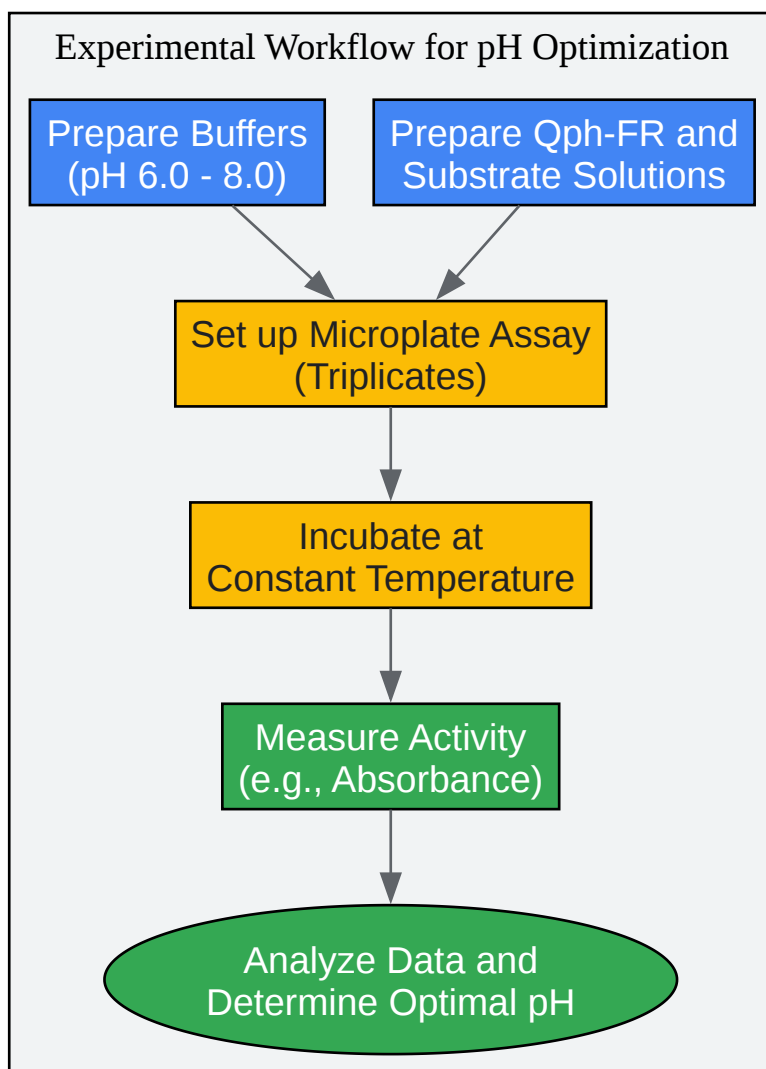 Experimental Workflow for pH Optimization
Prepare Buffers
(pH 6.0 - 8.0)
Prepare Qph-FR and
Substrate Solutions
Set up Microplate Assay
(Triplicates)
Incubate at
Constant Temperature
Measure Activity
(e.g., Absorbance)
Analyze Data and
Determine Optimal pH